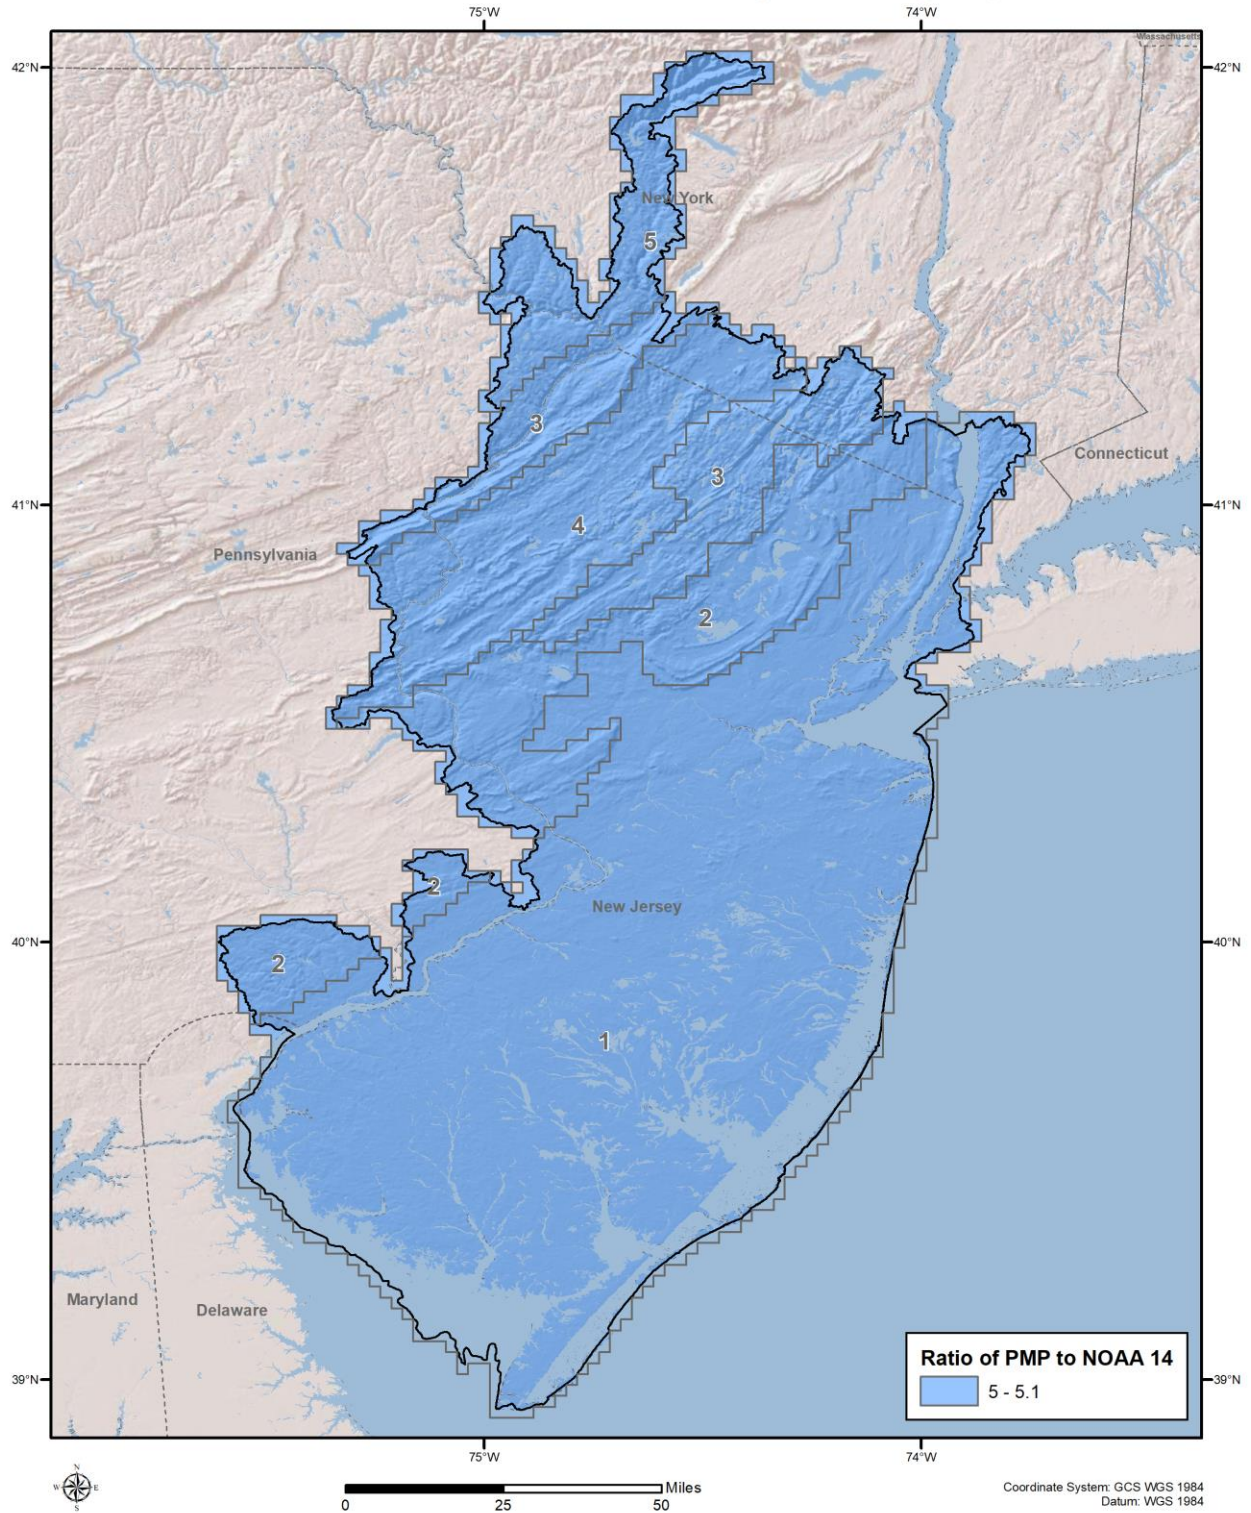 75°W
74°W
Massachusetts
42°N
42°N
New York
5
3
Connecticut
3
41°N
41°N
4
Pennsylvania
2
2
New Jersey
40°N
40°N
2
1
Maryland
Delaware
Ratio of PMP to NOAA 14
39°N
39°N
5 - 5.1
75°W
74°W
N
W
E
S
Miles
0
25
50
Coordinate System: GCS WGS 1984
Datum: WGS 1984